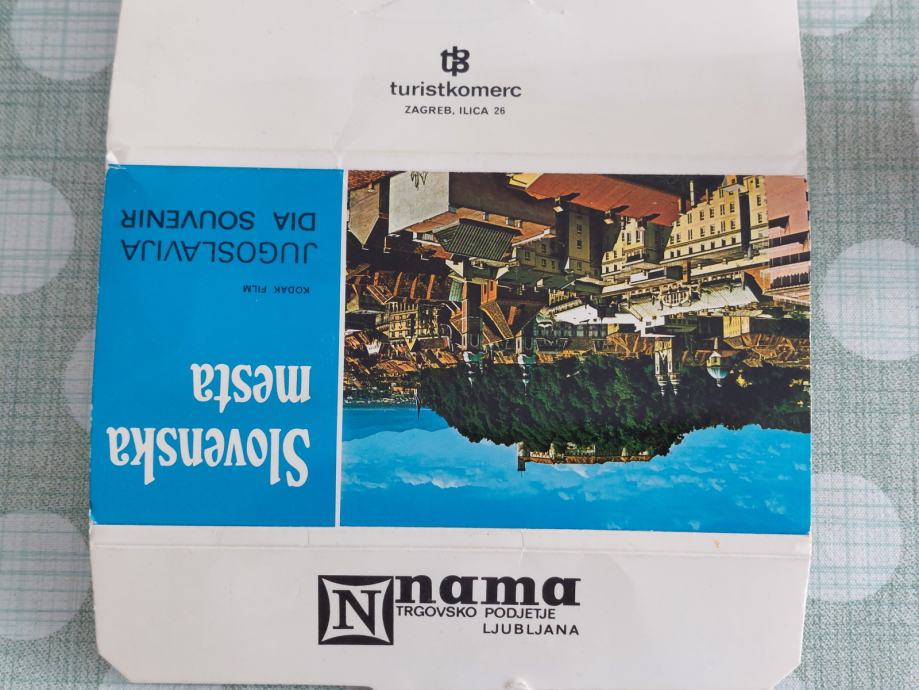 turistkomerc
ZAGREB, ILICA 26
Slovenska
mesta
KODAK FILM
JUGOSLAVIJA
DIA SOUVENIR
N nama
TRGOVSKO PODJETJE
LJUBLJANA